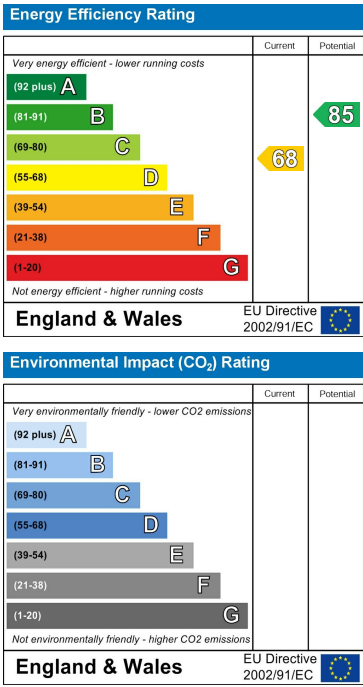 Energy Efficiency Rating
Current Potential
Very energy efficient - lower running costs
(92 plus) A
(81-91) B
(69-80) C
(55-68) D
(39-54) E
(21-38) F
(1-20) G
68
85
Not energy efficient - higher running costs
England & Wales
EU Directive
2002/91/EC
Environmental Impact (CO₂) Rating
Current Potential
Very environmentally friendly - lower CO2 emissions
(92 plus) A
(81-91) B
(69-80) C
(55-68) D
(39-54) E
(21-38) F
(1-20) G
Not environmentally friendly - higher CO2 emissions
England & Wales
EU Directive
2002/91/EC